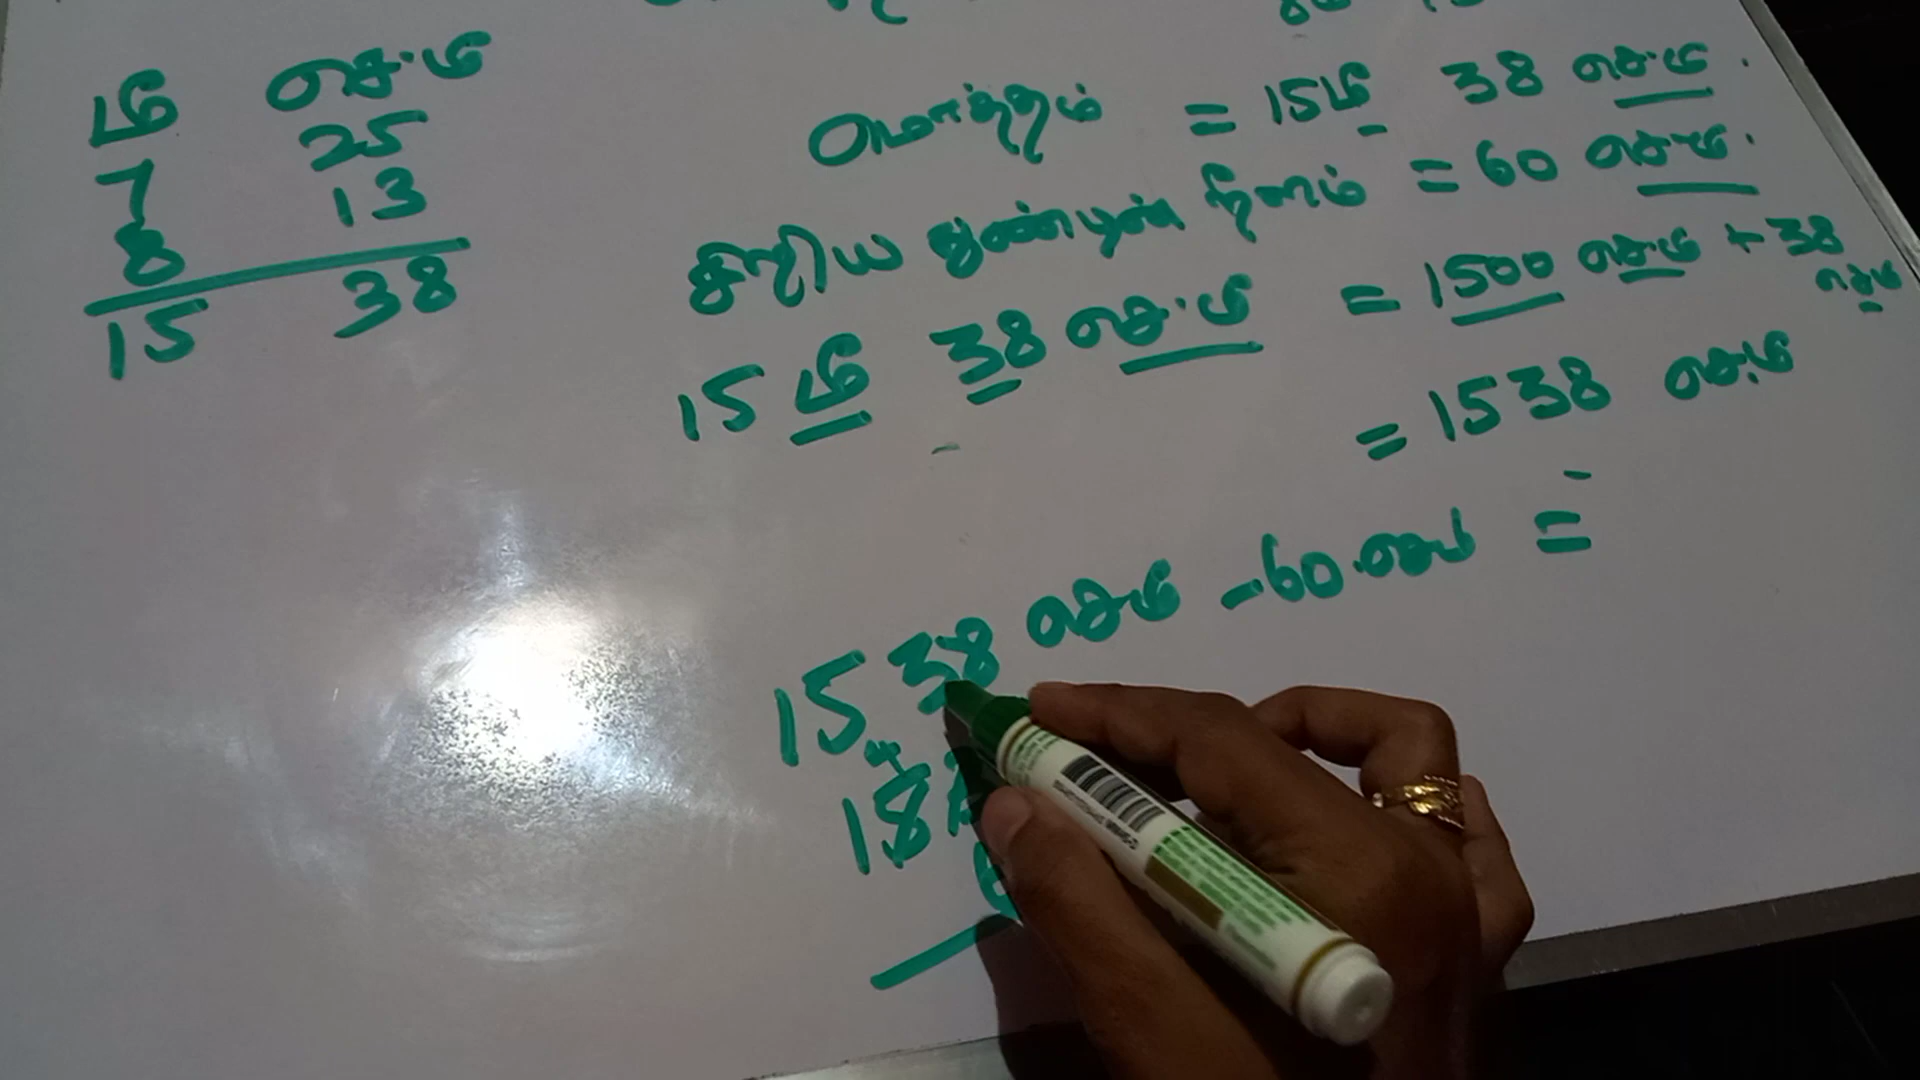 மீ செ.மீ
7 25
8 13
15 38
மொத்தம் = 15மீ 38 செ.மீ.
சிறிய துண்டின் நீளம் = 60 செ.மீ.
15 மீ 38 செ.மீ = 1500 செ.மீ + 38 செ.மீ
= 1538 செ.மீ
1538 செமீ - 60.செமீ =